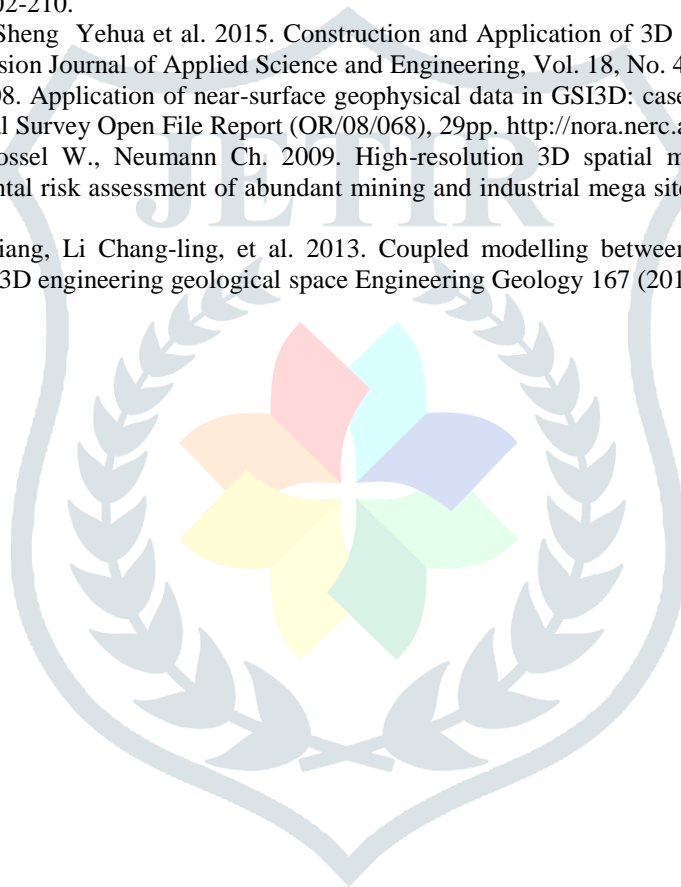 02-210.
Sheng Yehua et al. 2015. Construction and Application of 3D
sion Journal of Applied Science and Engineering, Vol. 18, No. 4
08. Application of near-surface geophysical data in GSI3D: case
l Survey Open File Report (OR/08/068), 29pp. http://nora.nerc.a
ossel W., Neumann Ch. 2009. High-resolution 3D spatial m
ntal risk assessment of abundant mining and industrial mega site
iang, Li Chang-ling, et al. 2013. Coupled modelling between
3D engineering geological space Engineering Geology 167 (201
JETIR